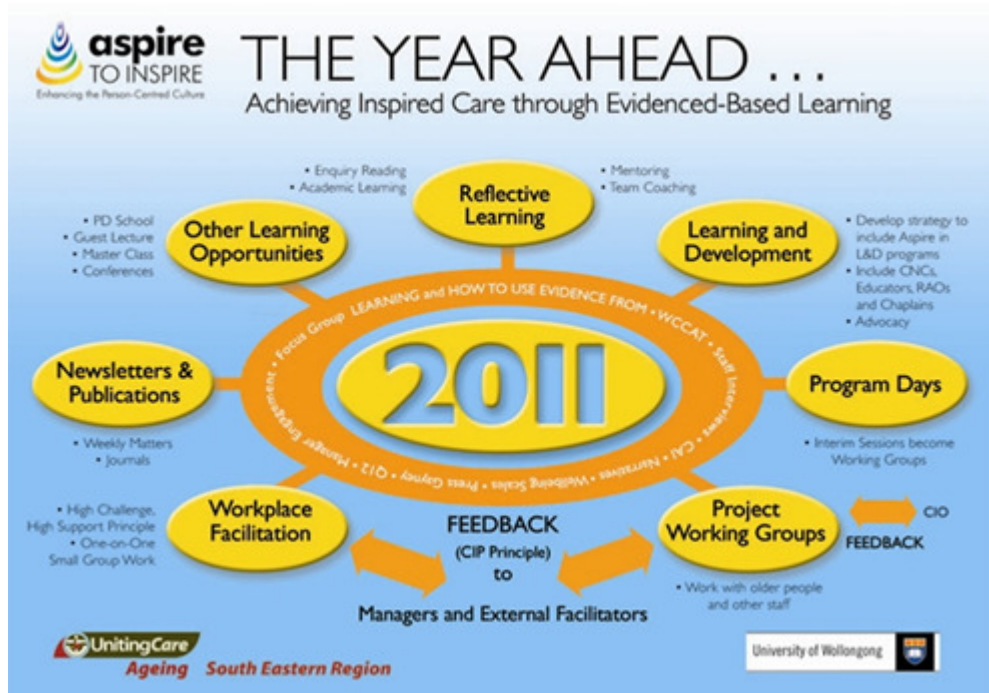 aspire
TO INSPIRE
Enhancing the Person-Centred Culture
THE YEAR AHEAD ...
Achieving Inspired Care through Evidenced-Based Learning
• Enquiry Reading
• Academic Learning
Reflective
Learning
• Mentoring
• Team Coaching
• PD School
• Guest Lecture
• Master Class
• Conferences
Other Learning
Opportunities
Learning and
Development
• Develop strategy to
include Aspire in
L&D programs
• Include CNCs,
Educators, RAOs
and Chaplains
• Advocacy
Focus Group LEARNING and HOW TO USE EVIDENCE FROM • WCCAT • Staff Interviews • CAI • Narratives • Wellbeing Scales • Press Gayney • Q12 • Manager Engagement •
2011
Newsletters &
Publications
• Weekly Matters
• Journals
Program Days
• Interim Sessions become
Working Groups
• High Challenge,
High Support Principle
• One-on-One
Small Group Work
Workplace
Facilitation
FEEDBACK
(CIP Principle)
to
Managers and External Facilitators
Project
Working Groups
CIO
FEEDBACK
• Work with older people
and other staff
UnitingCare
Ageing South Eastern Region
University of Wollongong